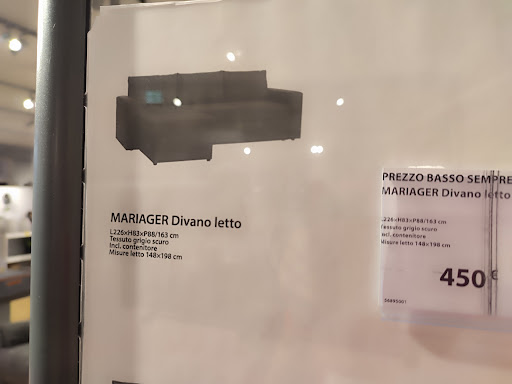 MARIAGER Divano letto
L226xH83xP88/163 cm
Tessuto grigio scuro
Incl. contenitore
Misure letto 148x198 cm
PREZZO BASSO SEMPRE
MARIAGER Divano letto
L226xH83xP88/163 cm
Tessuto grigio scuro
Incl. contenitore
Misure letto 148x198 cm
450€